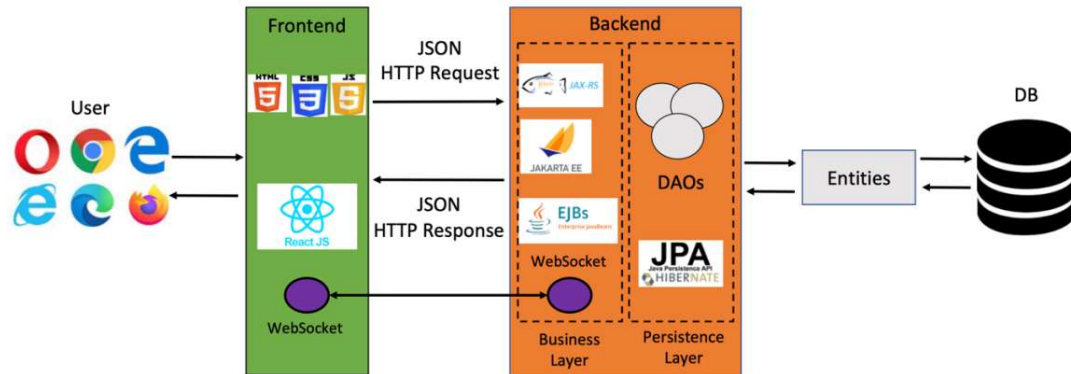 Frontend
Backend
JSON
HTTP Request
HTML
CSS
JS
JAX-RS
User
DB
JAKARTA EE
DAOs
Entities
React JS
JSON
HTTP Response
EJBs
Enterprise JavaBeans
WebSocket
JPA
Java Persistence API
HIBERNATE
WebSocket
Business
Layer
Persistence
Layer